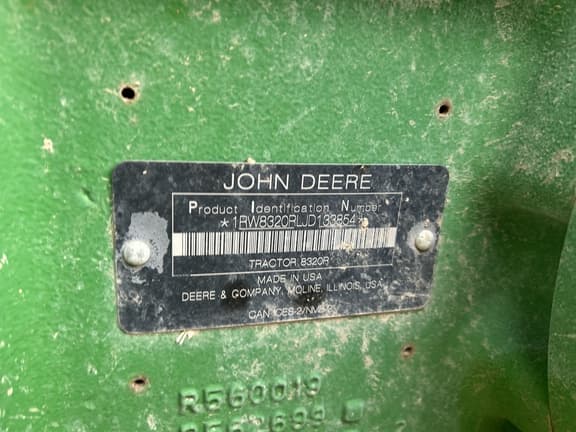 JOHN DEERE
Product Identification Number
*1RW8320RLJD133854*
TRACTOR 8320R
MADE IN USA
DEERE & COMPANY, MOLINE, ILLINOIS, USA
R560019